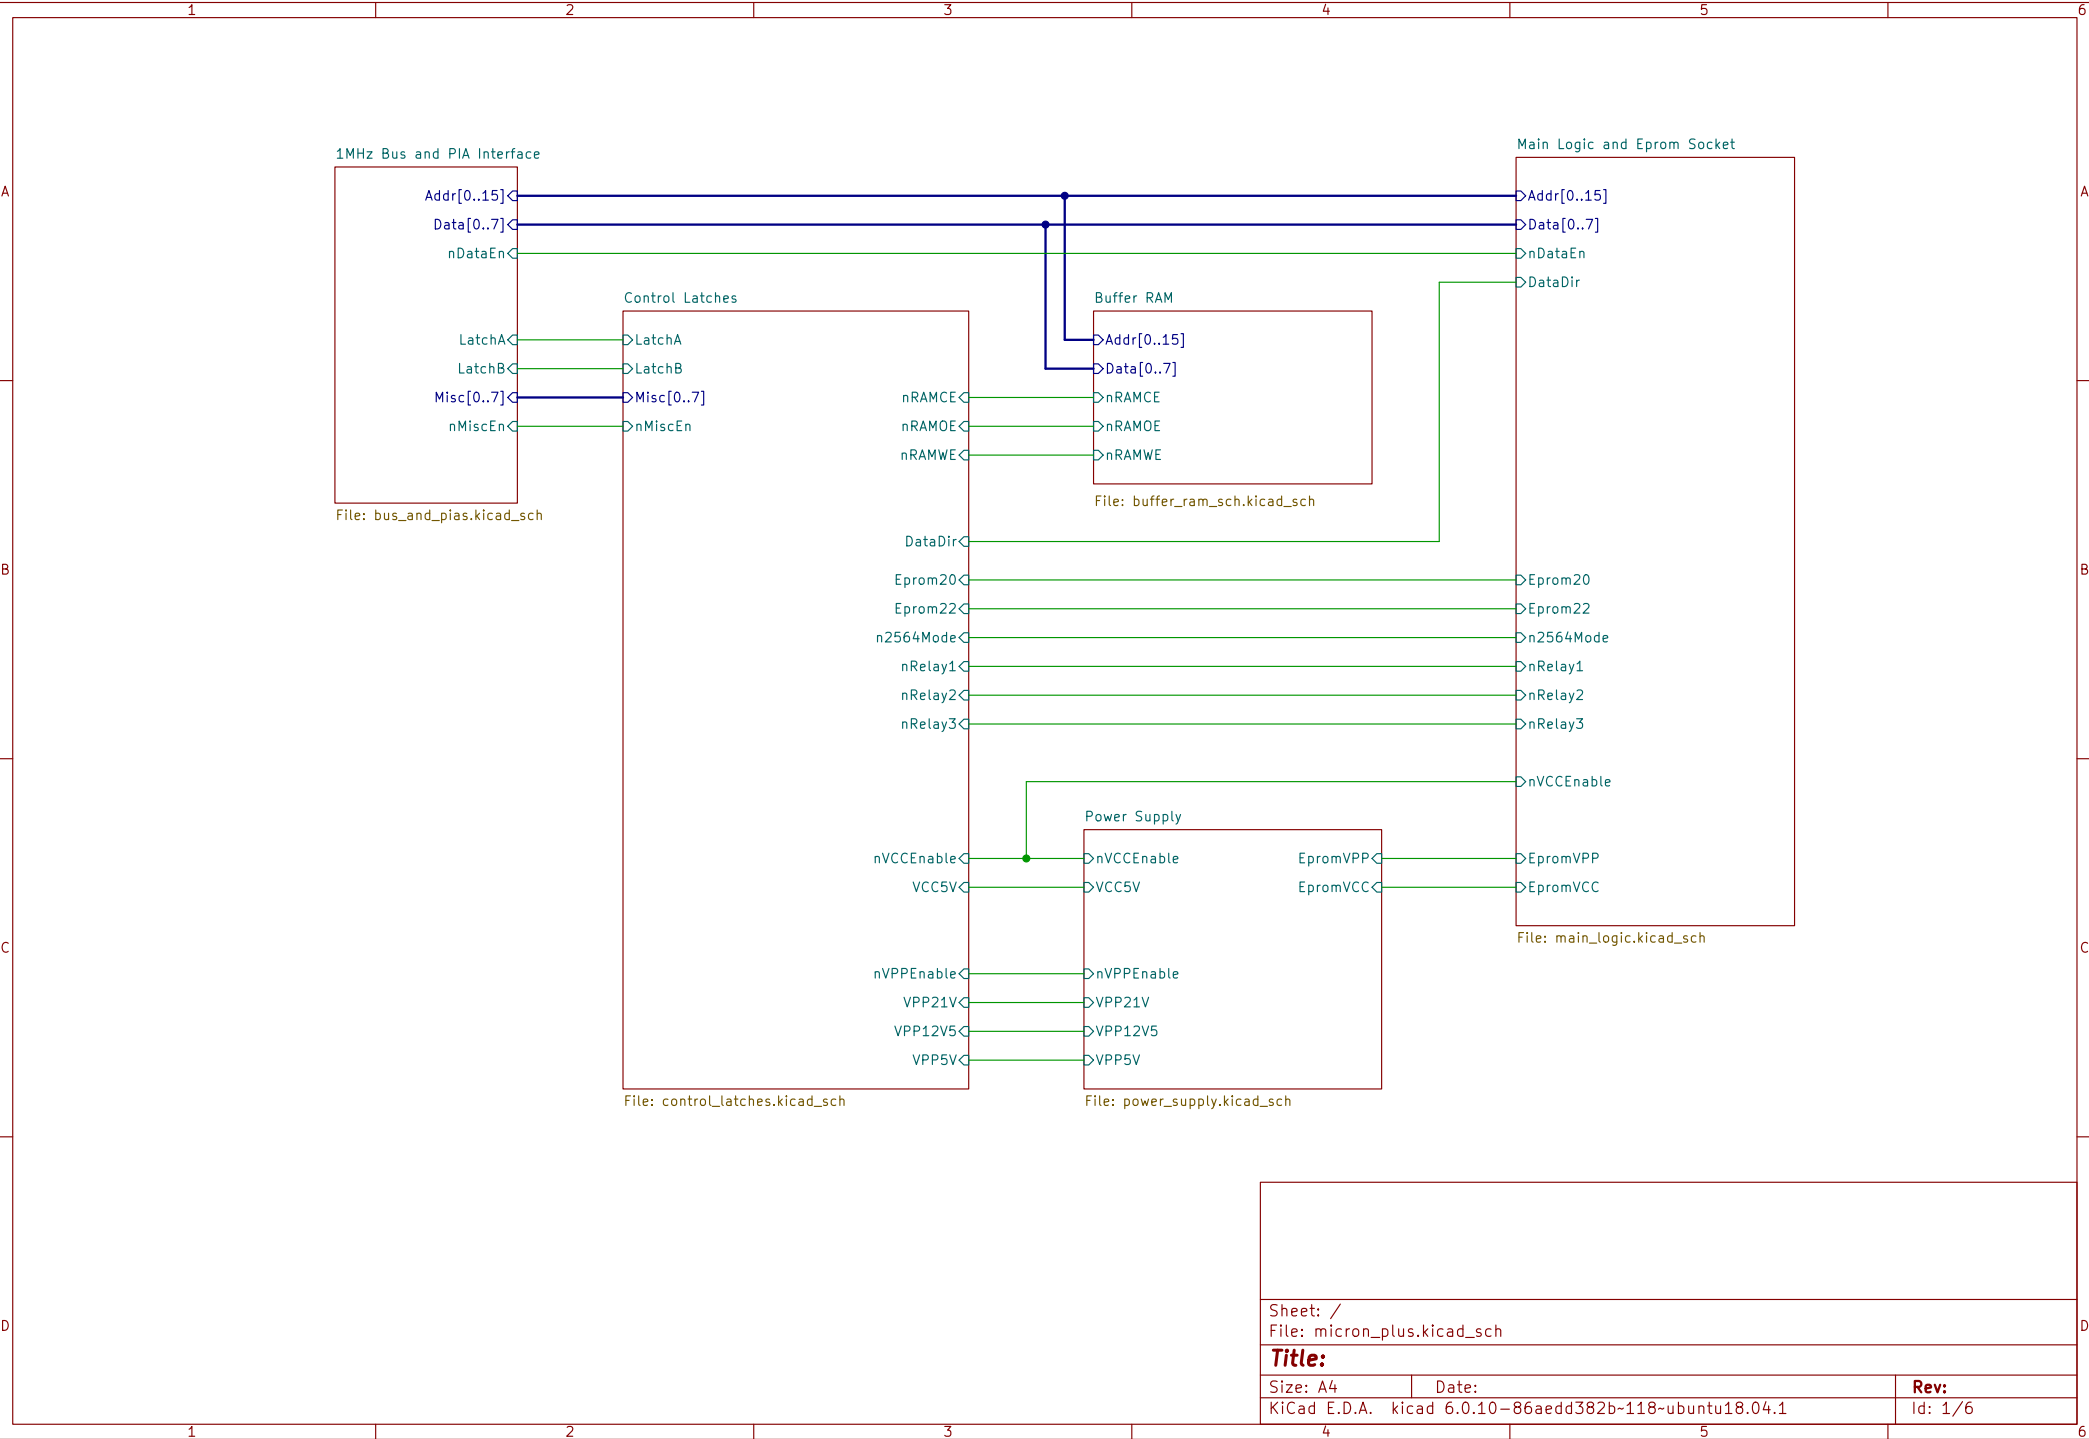 1 2 3 4 5 6
A A
B B
C C
D D
1MHz Bus and PIA Interface
Addr[0..15]
Data[0..7]
nDataEn
LatchA
LatchB
Misc[0..7]
nMiscEn
File: bus_and_pias.kicad_sch
Control Latches
LatchA
LatchB
Misc[0..7]
nMiscEn
nRAMCE
nRAMOE
nRAMWE
DataDir
Eprom20
Eprom22
n2564Mode
nRelay1
nRelay2
nRelay3
nVCCEnable
VCC5V
nVPPEnable
VPP21V
VPP12V5
VPP5V
File: control_latches.kicad_sch
Buffer RAM
Addr[0..15]
Data[0..7]
nRAMCE
nRAMOE
nRAMWE
File: buffer_ram_sch.kicad_sch
Power Supply
nVCCEnable
VCC5V
nVPPEnable
VPP21V
VPP12V5
VPP5V
EpromVPP
EpromVCC
File: power_supply.kicad_sch
Main Logic and Eprom Socket
Addr[0..15]
Data[0..7]
nDataEn
DataDir
Eprom20
Eprom22
n2564Mode
nRelay1
nRelay2
nRelay3
nVCCEnable
EpromVPP
EpromVCC
File: main_logic.kicad_sch
Sheet: /
File: micron_plus.kicad_sch
Title:
Size: A4 Date: Rev:
KiCad E.D.A. kicad 6.0.10-86aedd382b~118~ubuntu18.04.1 Id: 1/6
1 2 3 4 5 6